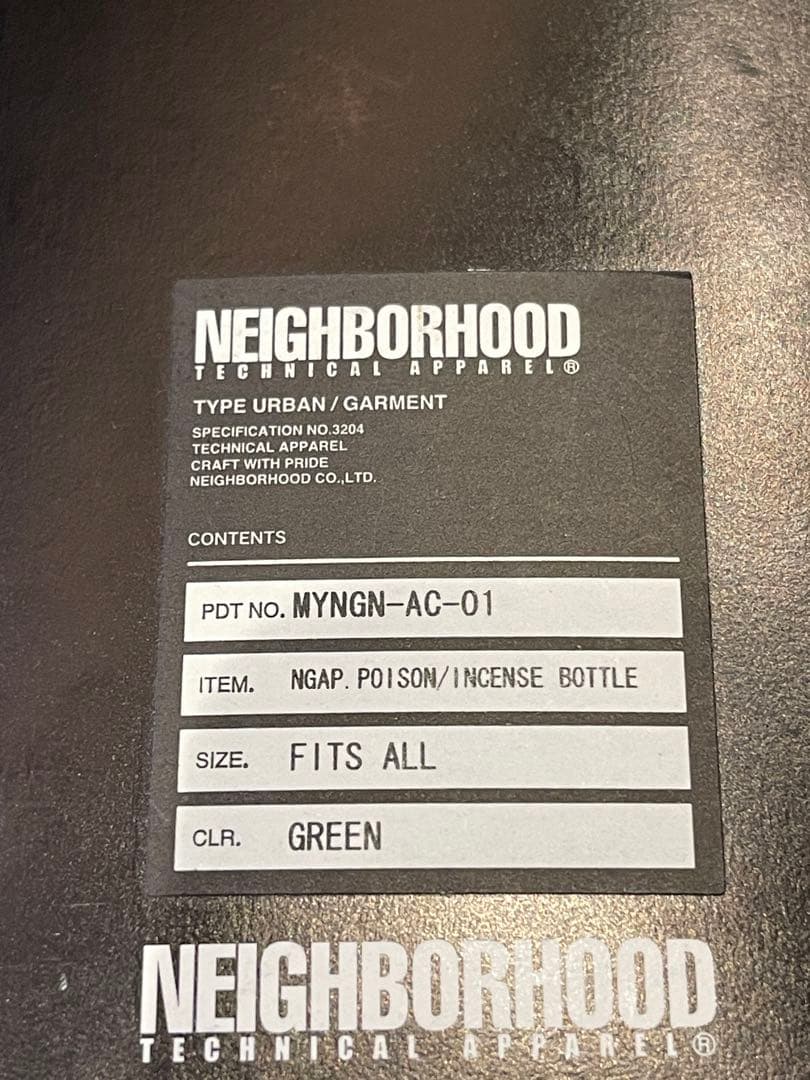 NEIGHBORHOOD
TECHNICAL APPAREL®
TYPE URBAN / GARMENT
SPECIFICATION NO.3204
TECHNICAL APPAREL
CRAFT WITH PRIDE
NEIGHBORHOOD CO.,LTD.
CONTENTS
PDT NO. MYNGN-AC-01
ITEM. NGAP.POISON/INCENSE BOTTLE
SIZE. FITS ALL
CLR. GREEN
NEIGHBORHOOD
TECHNICAL APPAREL®